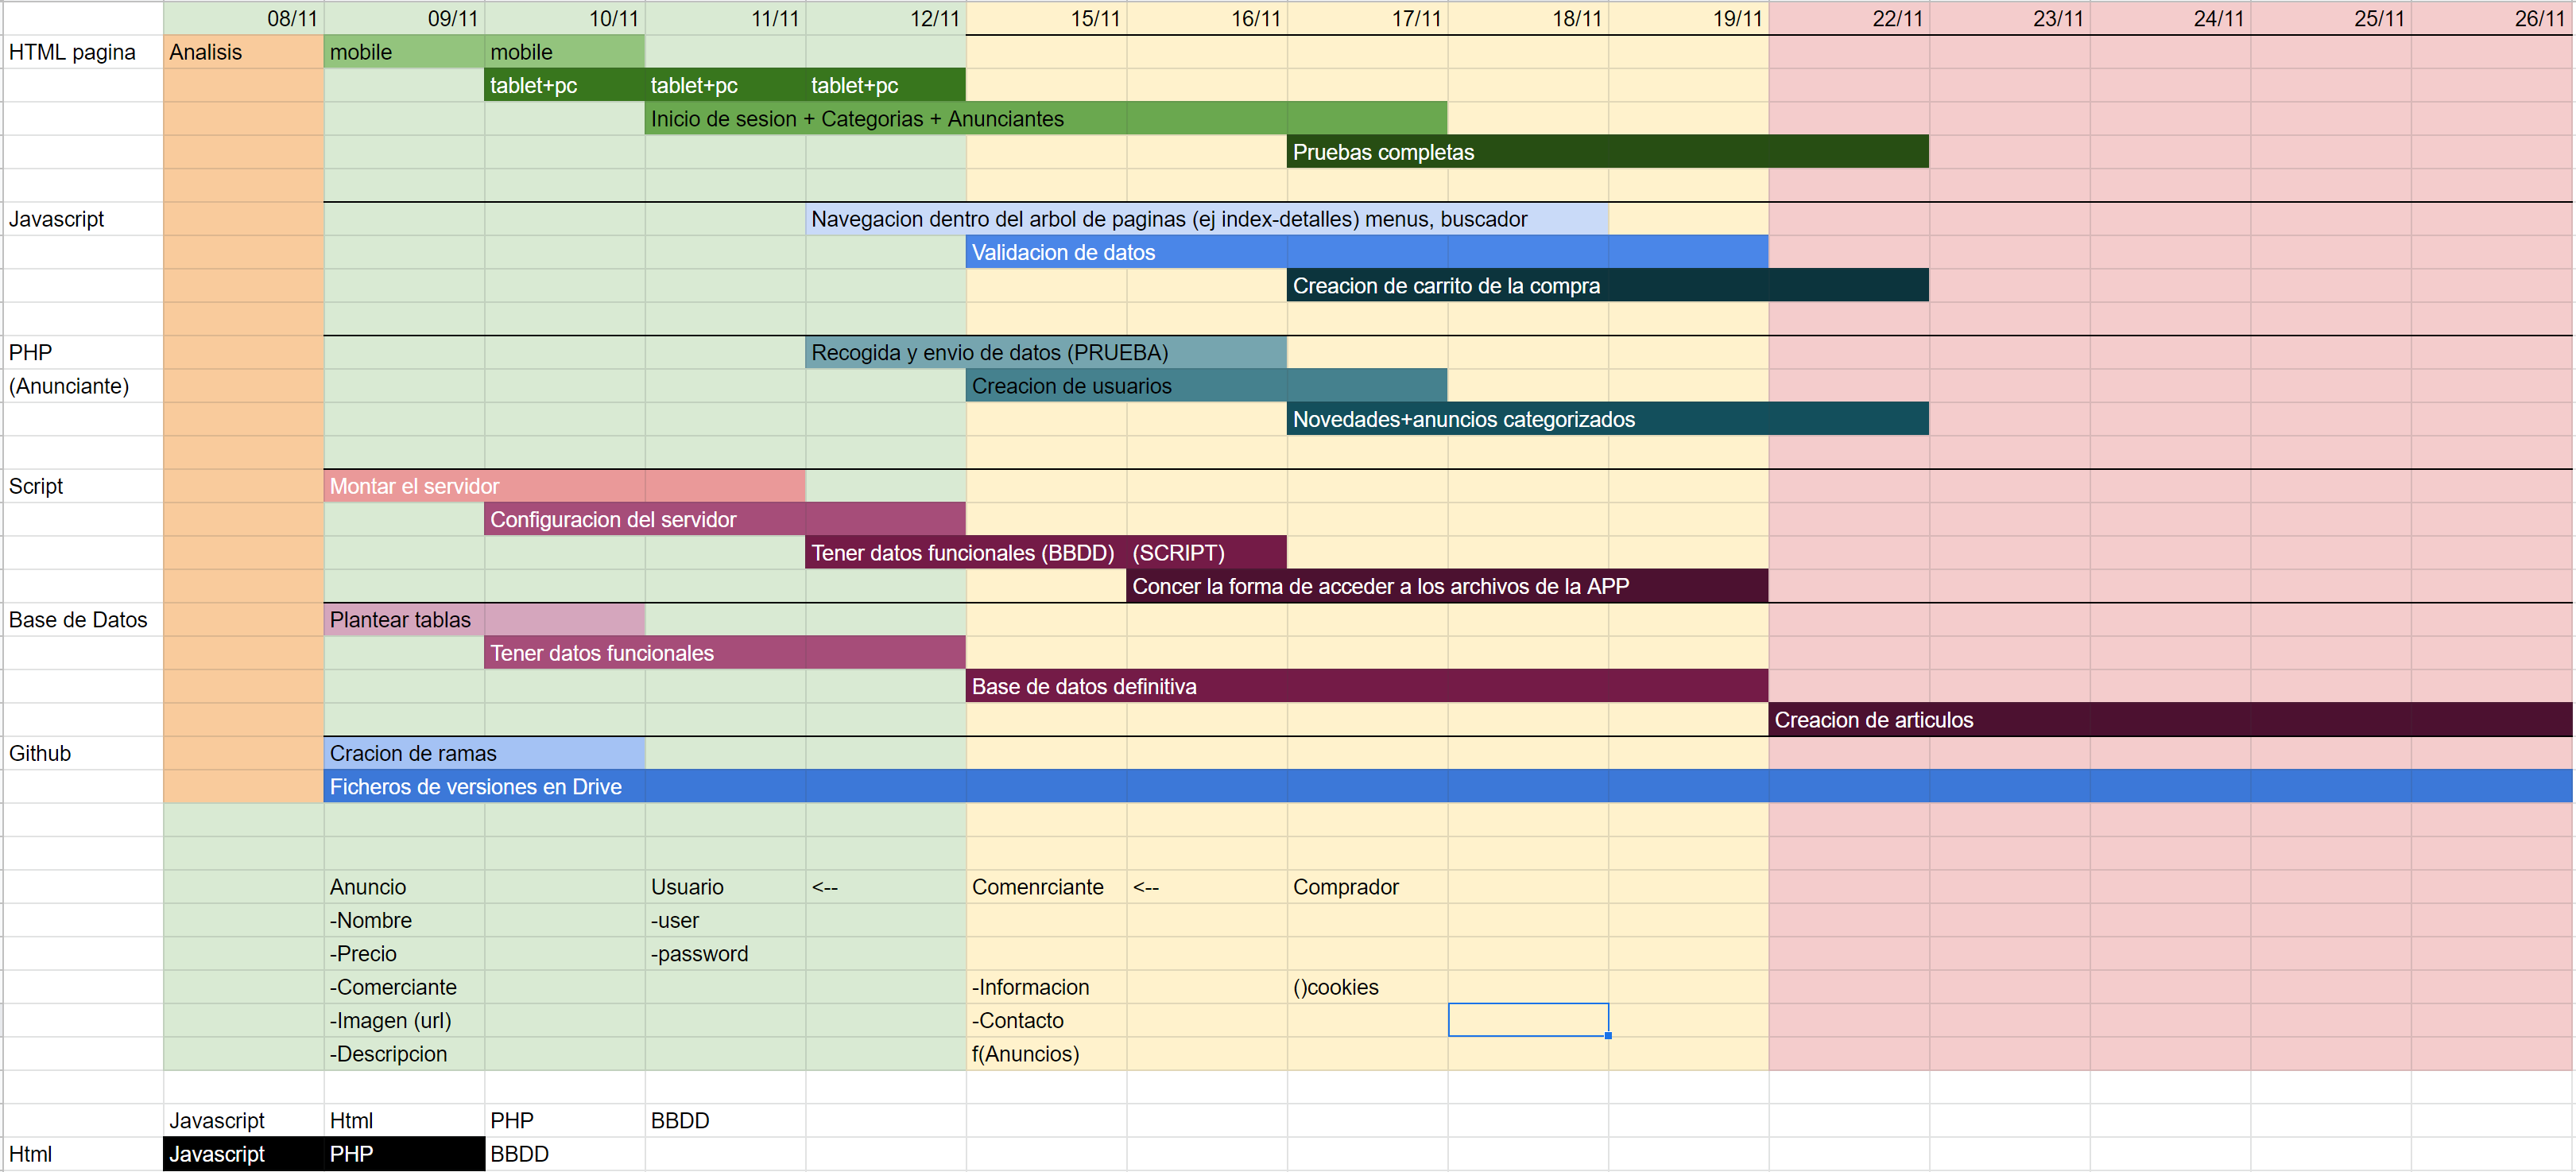 08/11 09/11 10/11 11/11 12/11 15/11 16/11 17/11 18/11 19/11 22/11 23/11 24/11 25/11 26/11
HTML pagina Analisis mobile mobile
tablet+pc tablet+pc tablet+pc
Inicio de sesion + Categorias + Anunciantes
Pruebas completas
Javascript Navegacion dentro del arbol de paginas (ej index-detalles) menus, buscador
Validacion de datos
Creacion de carrito de la compra
PHP Recogida y envio de datos (PRUEBA)
(Anunciante) Creacion de usuarios
Novedades+anuncios categorizados
Script Montar el servidor
Configuracion del servidor
Tener datos funcionales (BBDD) (SCRIPT)
Concer la forma de acceder a los archivos de la APP
Base de Datos Plantear tablas
Tener datos funcionales
Base de datos definitiva
Creacion de articulos
Github Cracion de ramas
Ficheros de versiones en Drive
Anuncio Usuario <-- Comenrciante <-- Comprador
-Nombre -user
-Precio -password
-Comerciante -Informacion ()cookies
-Imagen (url) -Contacto
-Descripcion f(Anuncios)
Javascript Html PHP BBDD
Html Javascript PHP BBDD